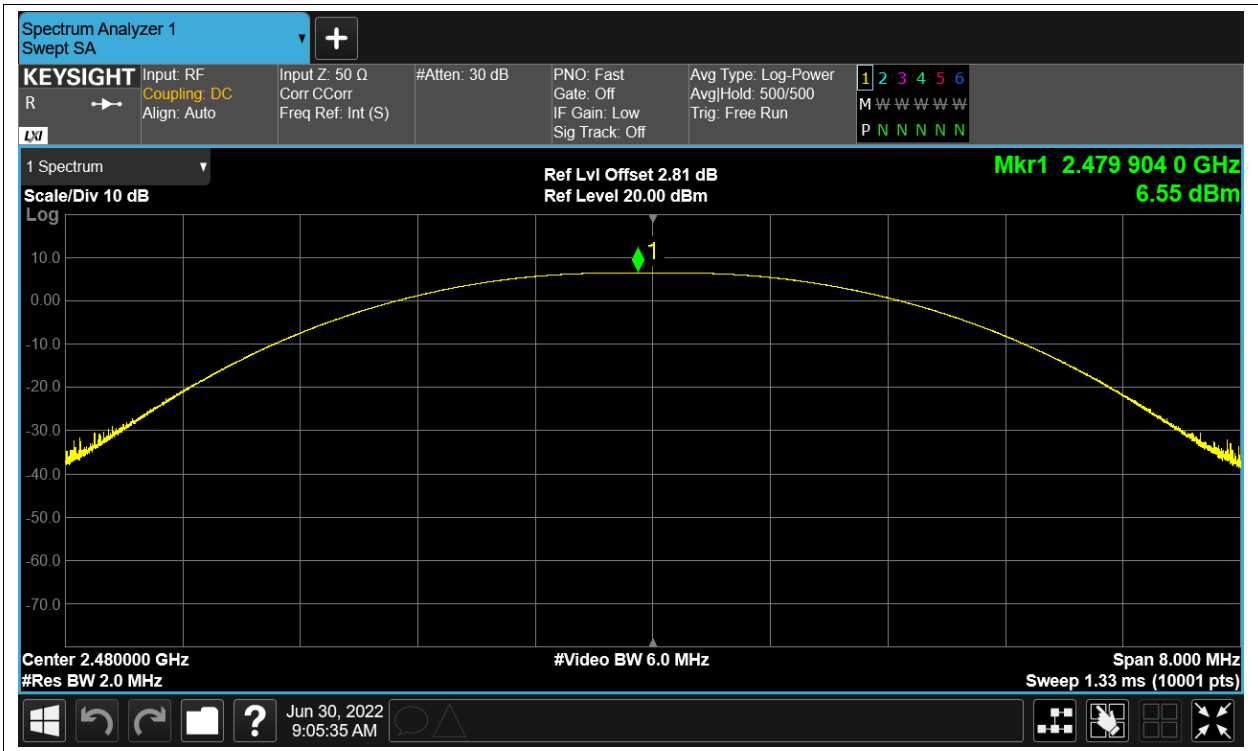 Spectrum Analyzer 1
Swept SA
KEYSIGHT
R
LXI
Input: RF
Coupling: DC
Align: Auto
Input Z: 50 Ω
Corr CCorr
Freq Ref: Int (S)
#Atten: 30 dB
PNO: Fast
Gate: Off
IF Gain: Low
Sig Track: Off
Avg Type: Log-Power
Avg|Hold: 500/500
Trig: Free Run
1 2 3 4 5 6
M W W W W W
P N N N N N
1 Spectrum
Scale/Div 10 dB
Ref Lvl Offset 2.81 dB
Ref Level 20.00 dBm
Mkr1 2.479 904 0 GHz
6.55 dBm
Log
1
10.0
0.00
-10.0
-20.0
-30.0
-40.0
-50.0
-60.0
-70.0
Center 2.480000 GHz
#Res BW 2.0 MHz
#Video BW 6.0 MHz
Span 8.000 MHz
Sweep 1.33 ms (10001 pts)
?
Jun 30, 2022
9:05:35 AM